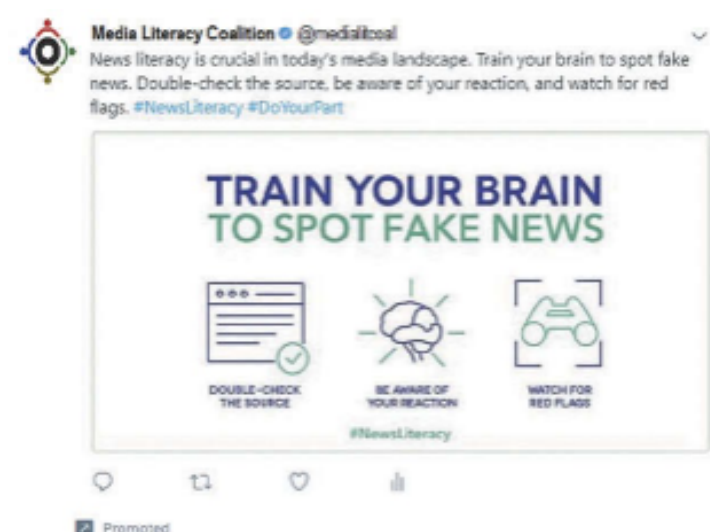 Media Literacy Coalition @medialitcoal
News literacy is crucial in today's media landscape. Train your brain to spot fake
news. Double-check the source, be aware of your reaction, and watch for red
flags. #NewsLiteracy #DoYourPart
TRAIN YOUR BRAIN
TO SPOT FAKE NEWS
DOUBLE-CHECK
THE SOURCE
BE AWARE OF
YOUR REACTION
WATCH FOR
RED FLAGS
#NewsLiteracy
Promoted